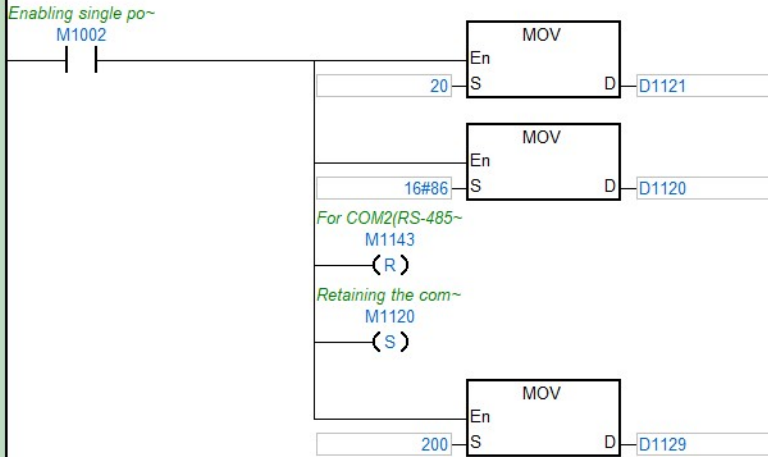 Enabling single po~
M1002
MOV
En
20 S D D1121
MOV
En
16#86 S D D1120
For COM2(RS-485~
M1143
R
Retaining the com~
M1120
S
MOV
En
200 S D D1129